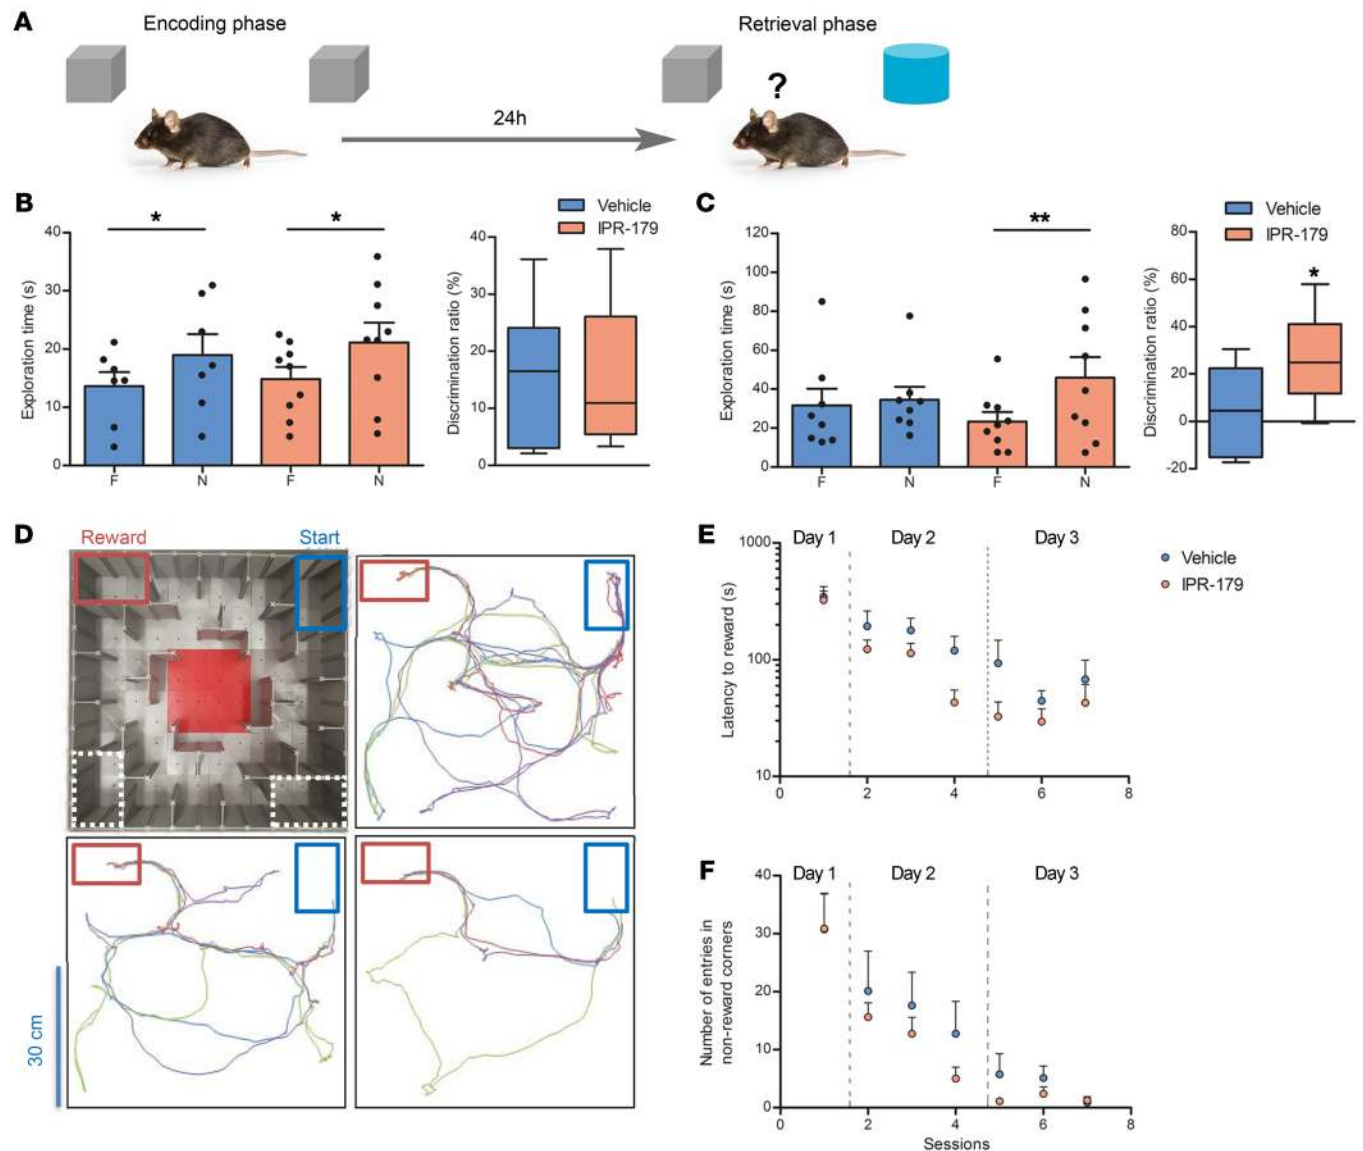 A
Encoding phase
Retrieval phase
?
24h
B
Vehicle
IPR-179
*
*
Exploration time (s)
40
30
20
10
0
F
N
F
N
Discrimination ratio (%)
40
30
20
10
0
C
Vehicle
IPR-179
**
Exploration time (s)
120
100
80
60
40
20
0
F
N
F
N
Discrimination ratio (%)
80
60
40
20
0
-20
*
D
Reward
Start
30 cm
E
Day 1
Day 2
Day 3
Vehicle
IPR-179
Latency to reward (s)
1000
100
10
0
2
4
6
8
F
Day 1
Day 2
Day 3
Number of entries in
non-reward corners
40
30
20
10
0
0
2
4
6
8
Sessions